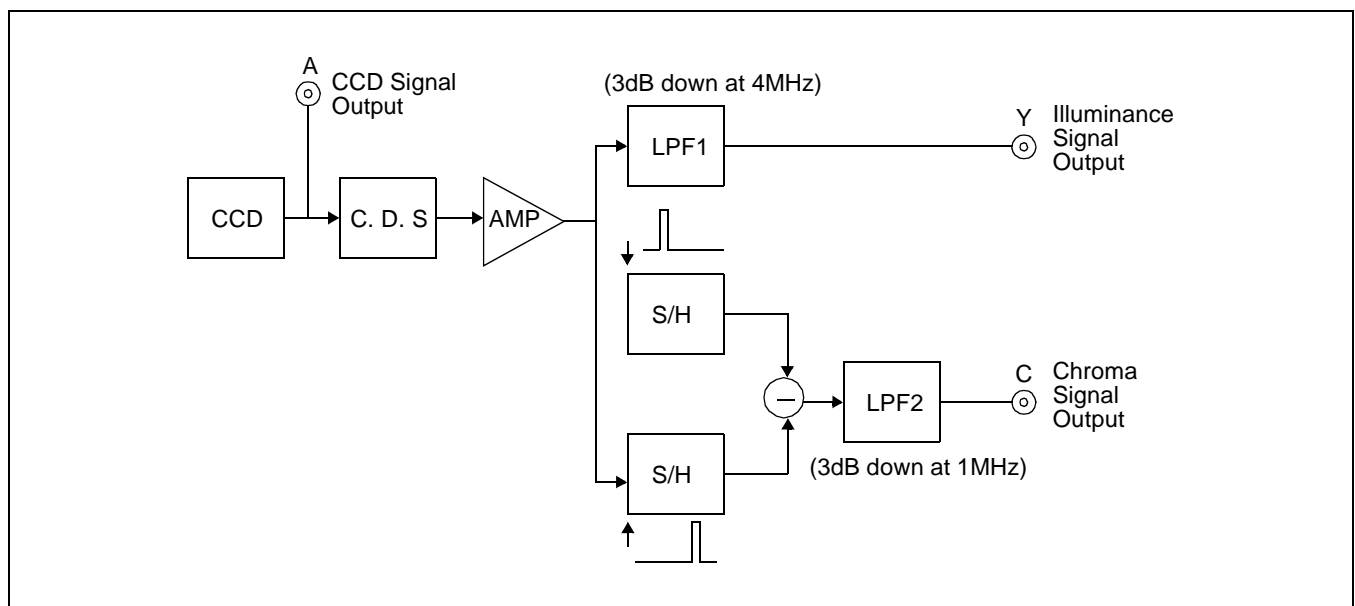 A
CCD Signal
Output
(3dB down at 4MHz)
LPF1
Y
Illuminance
Signal
Output
CCD
C. D. S
AMP
S/H
S/H
LPF2
C
Chroma
Signal
Output
(3dB down at 1MHz)